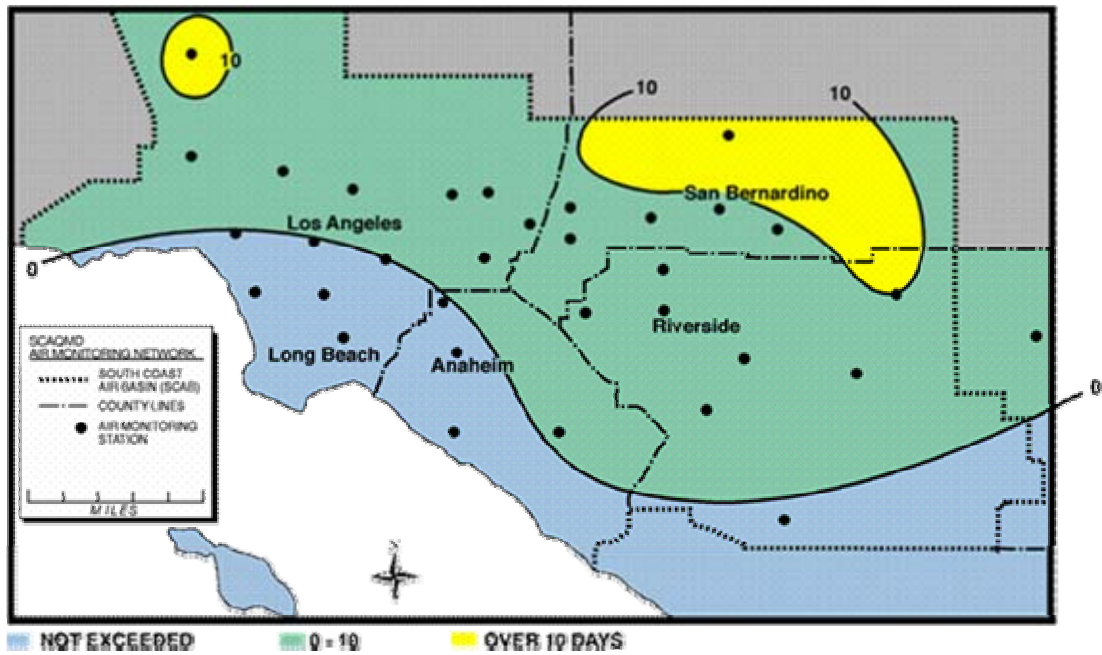 10
10
10
San Bernardino
Los Angeles
0
Riverside
Long Beach
Anaheim
0
SCAQMD
AIR MONITORING NETWORK
SOUTH COAST
AIR BASIN (SCAB)
COUNTY LINES
AIR MONITORING
STATION
MILES
NOT EXCEEDED
0 - 10
OVER 10 DAYS